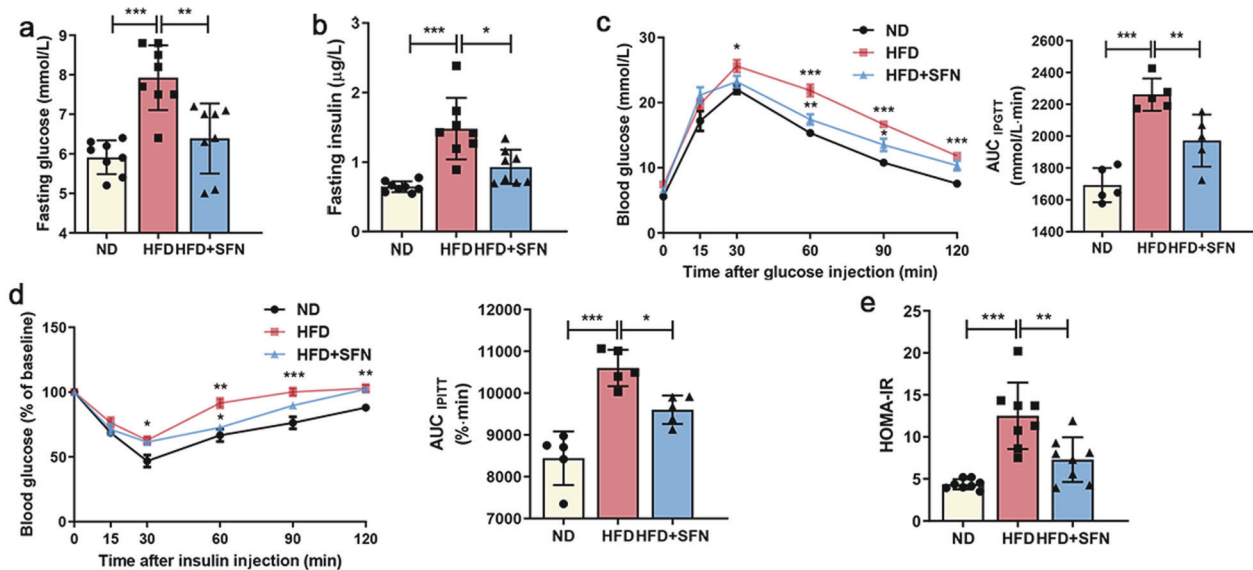 a
*** **
Fasting glucose (mmol/L)
10
8
6
4
ND HFD HFD+SFN
b
*** *
Fasting insulin (μg/L)
3
2
1
0
ND HFD HFD+SFN
c
ND
HFD
HFD+SFN
Blood glucose (mmol/L)
30
20
10
0
* *** *** ***
** *
0 15 30 60 90 120
Time after glucose injection (min)
*** **
AUC IPGTT
(mmol/L·min)
2600
2400
2200
2000
1800
1600
1400
ND HFD HFD+SFN
d
ND
HFD
HFD+SFN
Blood glucose (% of baseline)
150
100
50
0
* ** *** **
*
0 15 30 60 90 120
Time after insulin injection (min)
*** *
AUC IPITT
(%·min)
12000
11000
10000
9000
8000
7000
ND HFD HFD+SFN
e
*** **
HOMA-IR
25
20
15
10
5
0
ND HFD HFD+SFN